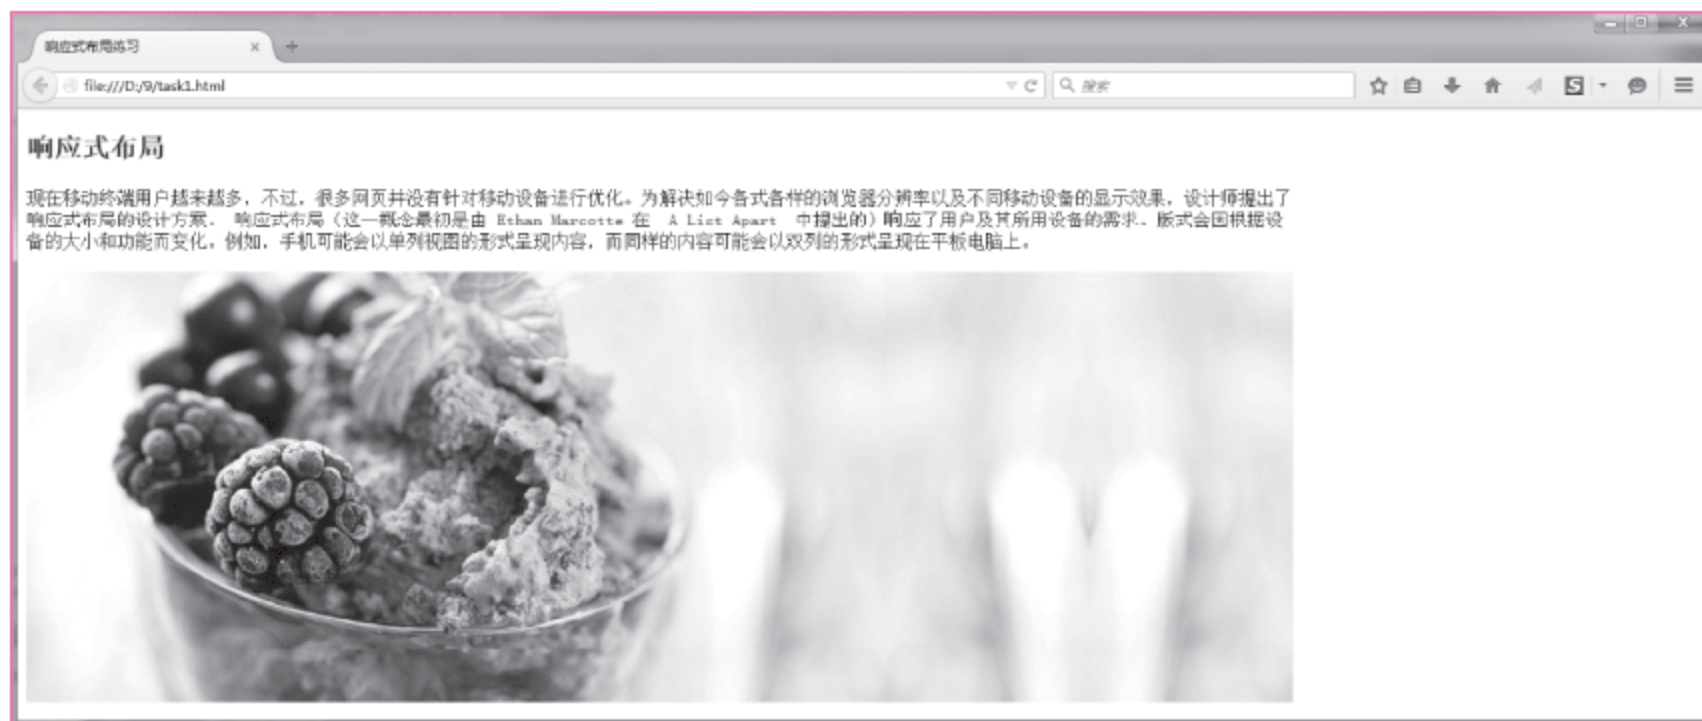 响应式布局练习
file:///D:/9/task1.html
搜索
响应式布局
现在移动终端用户越来越多，不过，很多网页并没有针对移动设备进行优化。为解决如今各式各样的浏览器分辨率以及不同移动设备的显示效果，设计师提出了
响应式布局的设计方案。 响应式布局（这一概念最初是由 Ethan Marcotte 在 A List Apart 中提出的）响应了用户及其所用设备的需求。版式会因根据设
备的大小和功能而变化。例如，手机可能会以单列视图的形式呈现内容，而同样的内容可能会以双列的形式呈现在平板电脑上。